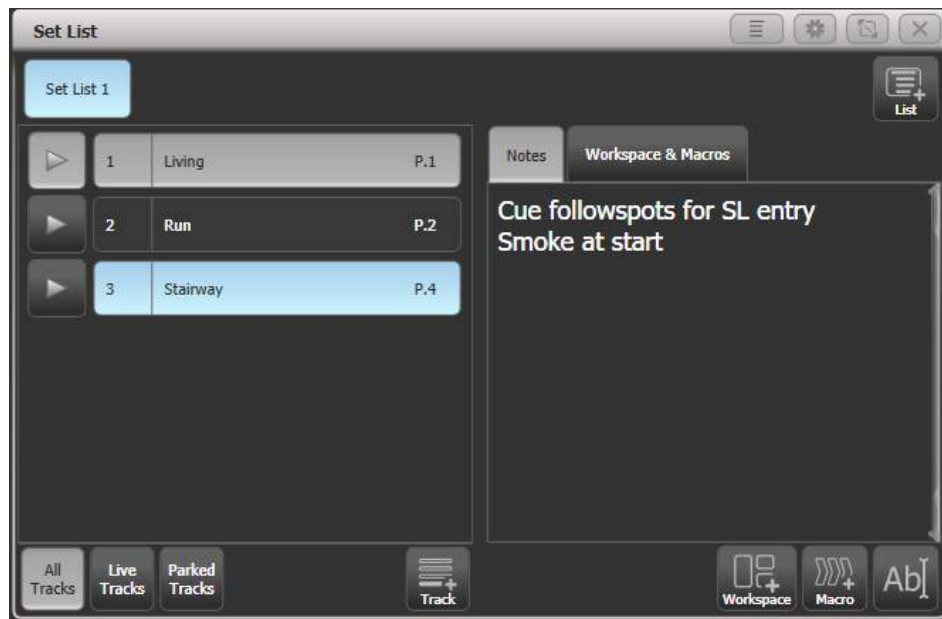 Set List
Set List 1
List
1 Living P.1
2 Run P.2
3 Stairway P.4
Notes
Workspace & Macros
Cue followspots for SL entry
Smoke at start
All
Tracks
Live
Tracks
Parked
Tracks
Track
Workspace
Macro
Ab